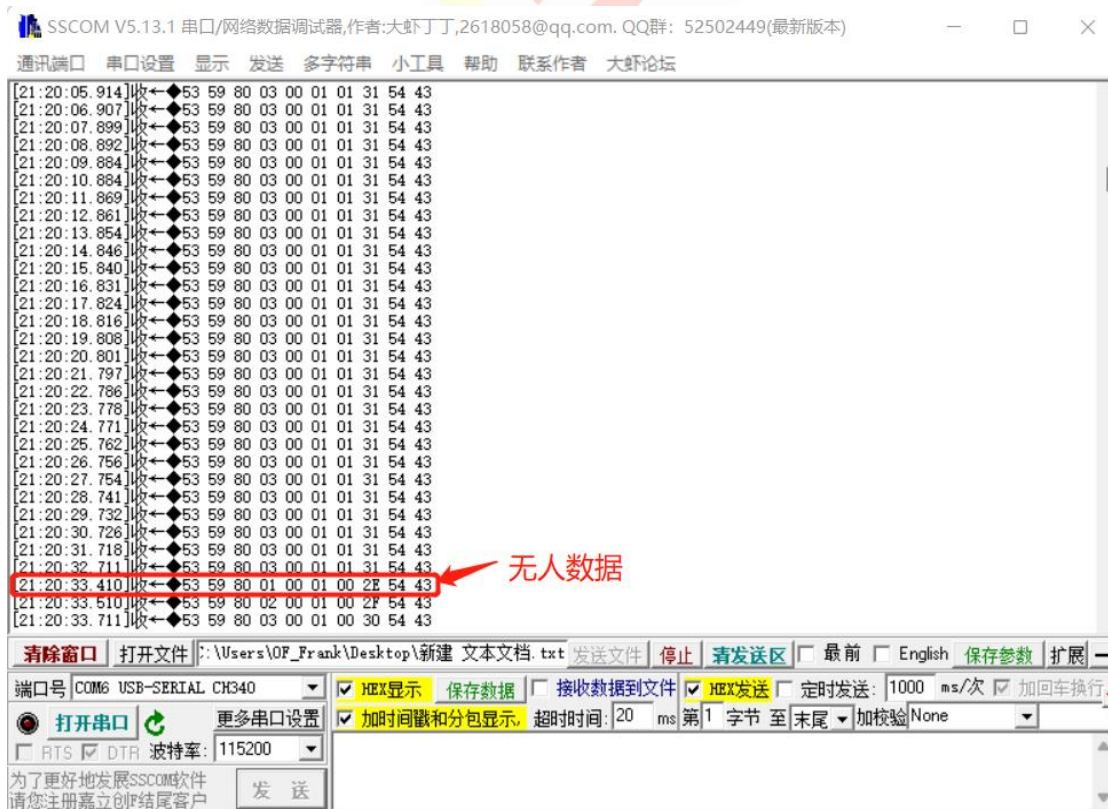 SSCOM V5.13.1 串口/网络数据调试器,作者:大虾丁丁,2618058@qq.com. QQ群: 52502449(最新版本)
通讯端口 串口设置 显示 发送 多字符串 小工具 帮助 联系作者 大虾论坛
[21:20:05.914]收←◆53 59 80 03 00 01 01 31 54 43
[21:20:06.907]收←◆53 59 80 03 00 01 01 31 54 43
[21:20:07.899]收←◆53 59 80 03 00 01 01 31 54 43
[21:20:08.892]收←◆53 59 80 03 00 01 01 31 54 43
[21:20:09.884]收←◆53 59 80 03 00 01 01 31 54 43
[21:20:10.884]收←◆53 59 80 03 00 01 01 31 54 43
[21:20:11.869]收←◆53 59 80 03 00 01 01 31 54 43
[21:20:12.861]收←◆53 59 80 03 00 01 01 31 54 43
[21:20:13.854]收←◆53 59 80 03 00 01 01 31 54 43
[21:20:14.846]收←◆53 59 80 03 00 01 01 31 54 43
[21:20:15.840]收←◆53 59 80 03 00 01 01 31 54 43
[21:20:16.831]收←◆53 59 80 03 00 01 01 31 54 43
[21:20:17.824]收←◆53 59 80 03 00 01 01 31 54 43
[21:20:18.816]收←◆53 59 80 03 00 01 01 31 54 43
[21:20:19.808]收←◆53 59 80 03 00 01 01 31 54 43
[21:20:20.801]收←◆53 59 80 03 00 01 01 31 54 43
[21:20:21.797]收←◆53 59 80 03 00 01 01 31 54 43
[21:20:22.786]收←◆53 59 80 03 00 01 01 31 54 43
[21:20:23.778]收←◆53 59 80 03 00 01 01 31 54 43
[21:20:24.771]收←◆53 59 80 03 00 01 01 31 54 43
[21:20:25.762]收←◆53 59 80 03 00 01 01 31 54 43
[21:20:26.756]收←◆53 59 80 03 00 01 01 31 54 43
[21:20:27.754]收←◆53 59 80 03 00 01 01 31 54 43
[21:20:28.741]收←◆53 59 80 03 00 01 01 31 54 43
[21:20:29.732]收←◆53 59 80 03 00 01 01 31 54 43
[21:20:30.726]收←◆53 59 80 03 00 01 01 31 54 43
[21:20:31.718]收←◆53 59 80 03 00 01 01 31 54 43
[21:20:32.711]收←◆53 59 80 03 00 01 01 31 54 43
无人数据
[21:20:33.410]收←◆53 59 80 01 00 01 00 2E 54 43
[21:20:33.510]收←◆53 59 80 02 00 01 00 2F 54 43
[21:20:33.711]收←◆53 59 80 03 00 01 00 30 54 43
清除窗口 打开文件 :\Users\OF_Frank\Desktop\新建 文本文档.txt 发送文件 停止 清发送区 最前 English 保存参数 扩展 —
端口号 COM6 USB-SERIAL CH340 HEX显示 保存数据 接收数据到文件 HEX发送 定时发送: 1000 ms/次 加回车换行
打开串口 更多串口设置 加时间戳和分包显示, 超时时间: 20 ms 第1 字节 至 末尾 加校验 None
RTS DTR 波特率: 115200
为了更好地发展SSCOM软件
请您注册嘉立创F结尾客户
发 送